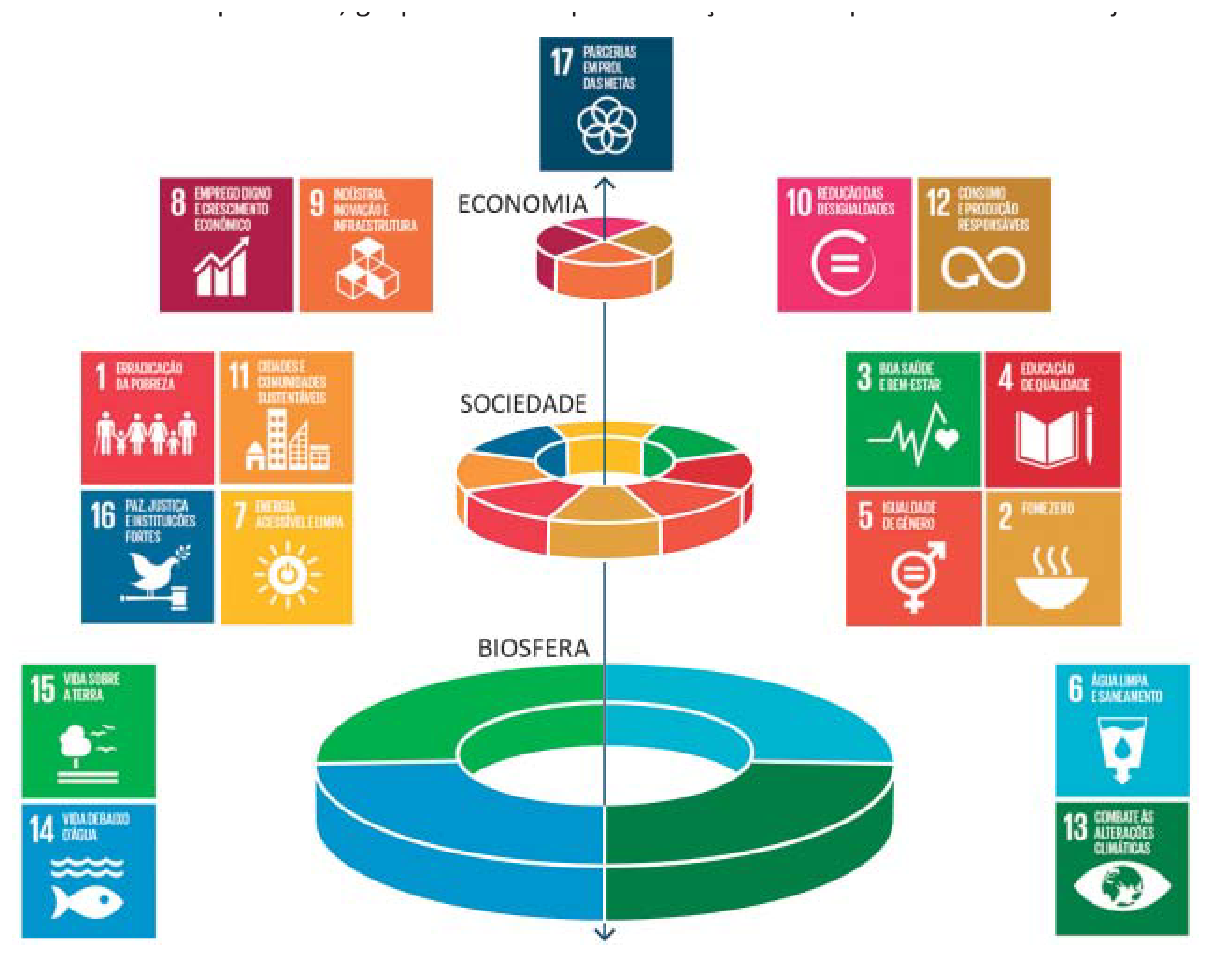 17 PARCERIAS
EM PROL
DAS METAS
8 EMPREGO DIGNO
E CRESCIMENTO
ECONÔMICO
9 INDÚSTRIA,
INOVAÇÃO E
INFRAESTRUTURA
ECONOMIA
10 REDUÇÃO DAS
DESIGUALDADES
12 CONSUMO
E PRODUÇÃO
RESPONSÁVEIS
1 ERRADICAÇÃO
DA POBREZA
11 CIDADES E
COMUNIDADES
SUSTENTÁVEIS
SOCIEDADE
3 BOA SAÚDE
E BEM-ESTAR
4 EDUCAÇÃO
DE QUALIDADE
16 PAZ, JUSTIÇA
E INSTITUIÇÕES
FORTES
7 ENERGIA
ACESSÍVEL E LIMPA
5 IGUALDADE
DE GÊNERO
2 FOME ZERO
BIOSFERA
15 VIDA SOBRE
A TERRA
6 ÁGUA LIMPA
E SANEAMENTO
14 VIDA DEBAIXO
D'ÁGUA
13 COMBATE ÀS
ALTERAÇÕES
CLIMÁTICAS